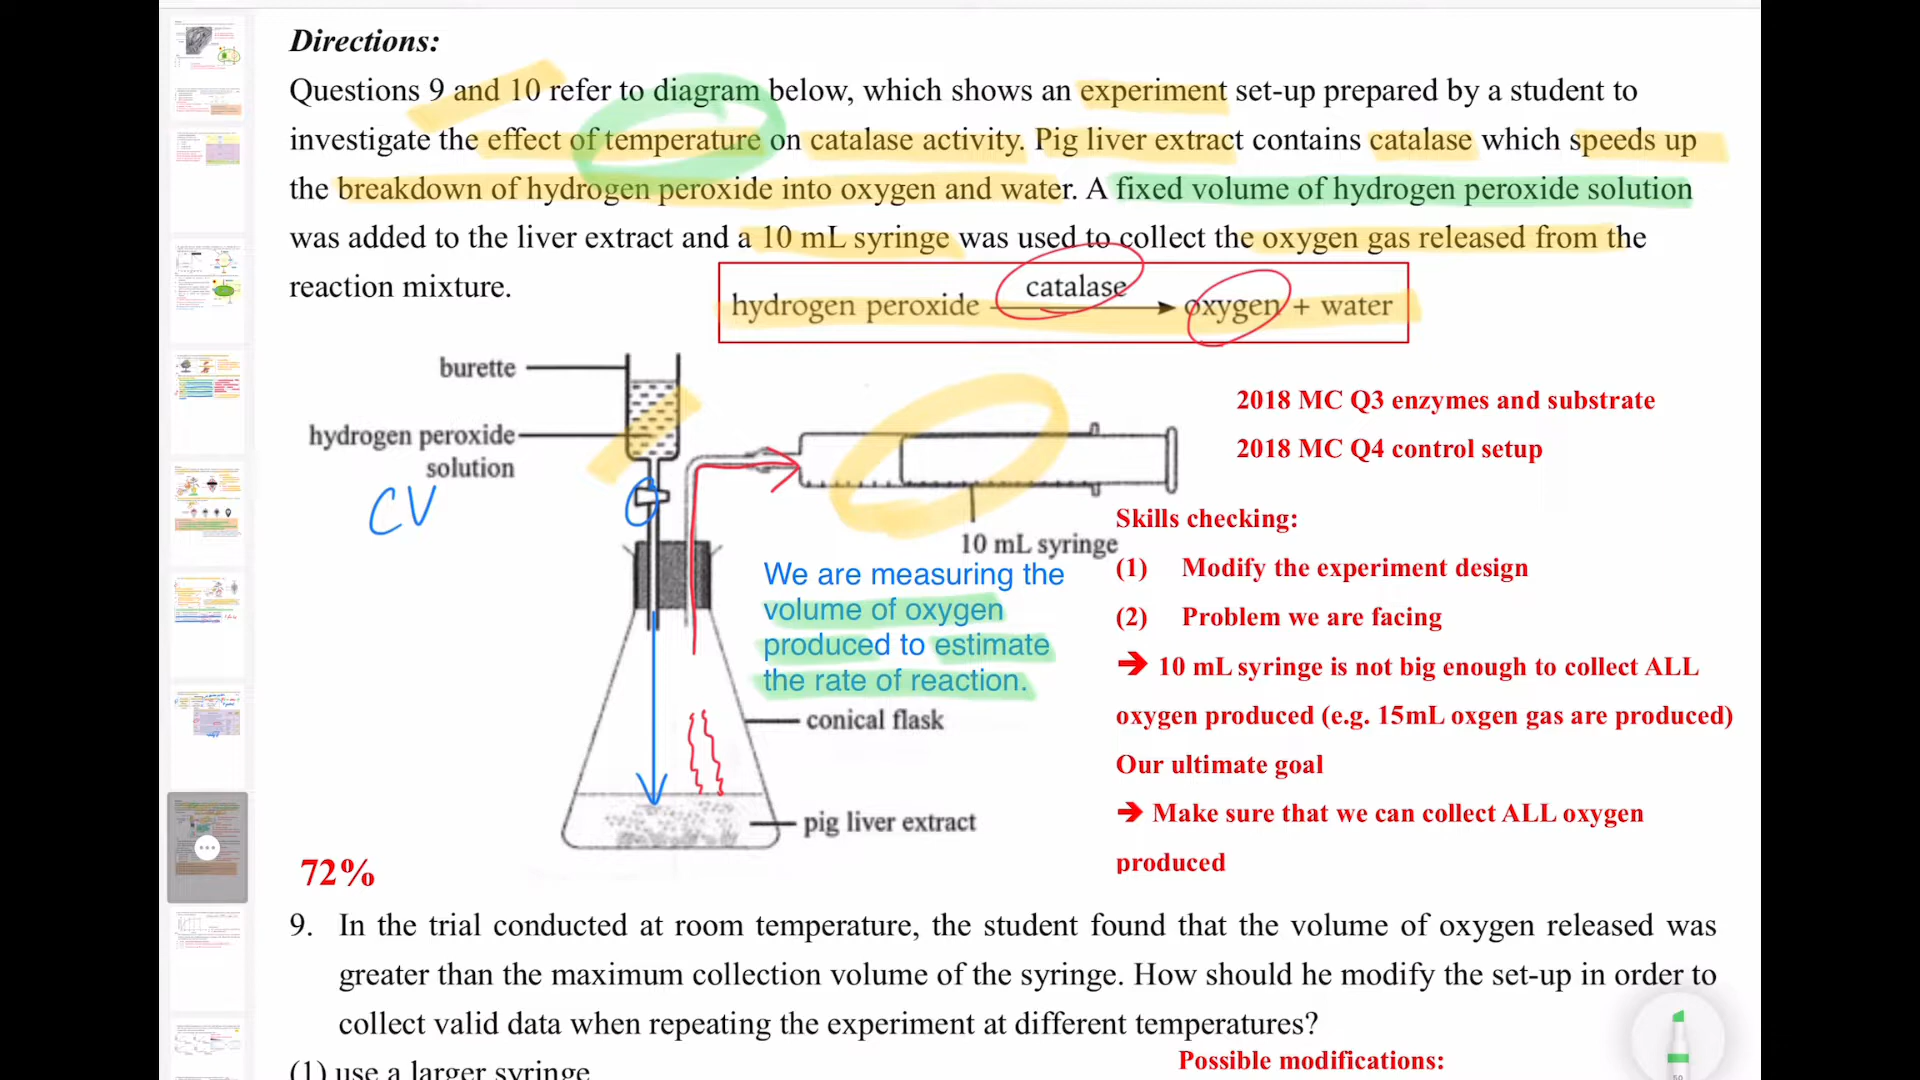 Directions:
Questions 9 and 10 refer to diagram below, which shows an experiment set-up prepared by a student to
investigate the effect of temperature on catalase activity. Pig liver extract contains catalase which speeds up
the breakdown of hydrogen peroxide into oxygen and water. A fixed volume of hydrogen peroxide solution
was added to the liver extract and a 10 mL syringe was used to collect the oxygen gas released from the
reaction mixture.
catalase
hydrogen peroxide → oxygen + water
burette
hydrogen peroxide
solution
CV
10 mL syringe
We are measuring the
volume of oxygen
produced to estimate
the rate of reaction.
conical flask
pig liver extract
2018 MC Q3 enzymes and substrate
2018 MC Q4 control setup
Skills checking:
(1) Modify the experiment design
(2) Problem we are facing
➔ 10 mL syringe is not big enough to collect ALL
oxygen produced (e.g. 15mL oxgen gas are produced)
Our ultimate goal
➔ Make sure that we can collect ALL oxygen
produced
72%
9. In the trial conducted at room temperature, the student found that the volume of oxygen released was
greater than the maximum collection volume of the syringe. How should he modify the set-up in order to
collect valid data when repeating the experiment at different temperatures?
(1) use a larger syringe
Possible modifications:
50